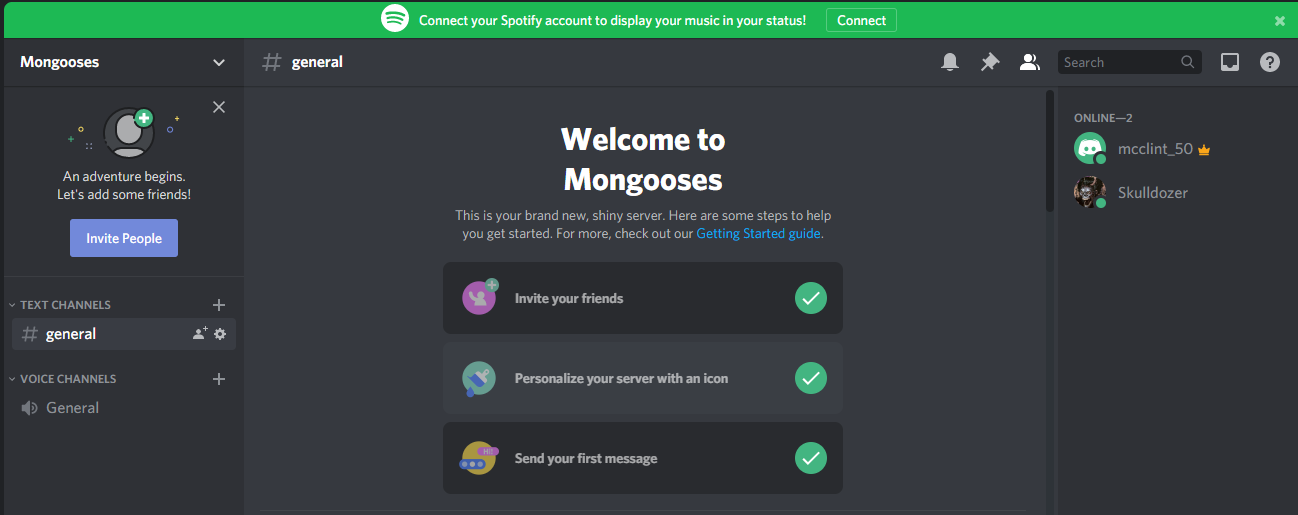 Connect your Spotify account to display your music in your status! Connect
Mongooses
# general
Search
An adventure begins.
Let's add some friends!
Invite People
TEXT CHANNELS
# general
VOICE CHANNELS
General
Welcome to
Mongooses
This is your brand new, shiny server. Here are some steps to help
you get started. For more, check out our Getting Started guide.
Invite your friends
Personalize your server with an icon
Hi!
Send your first message
ONLINE—2
mcclint_50
Skulldozer